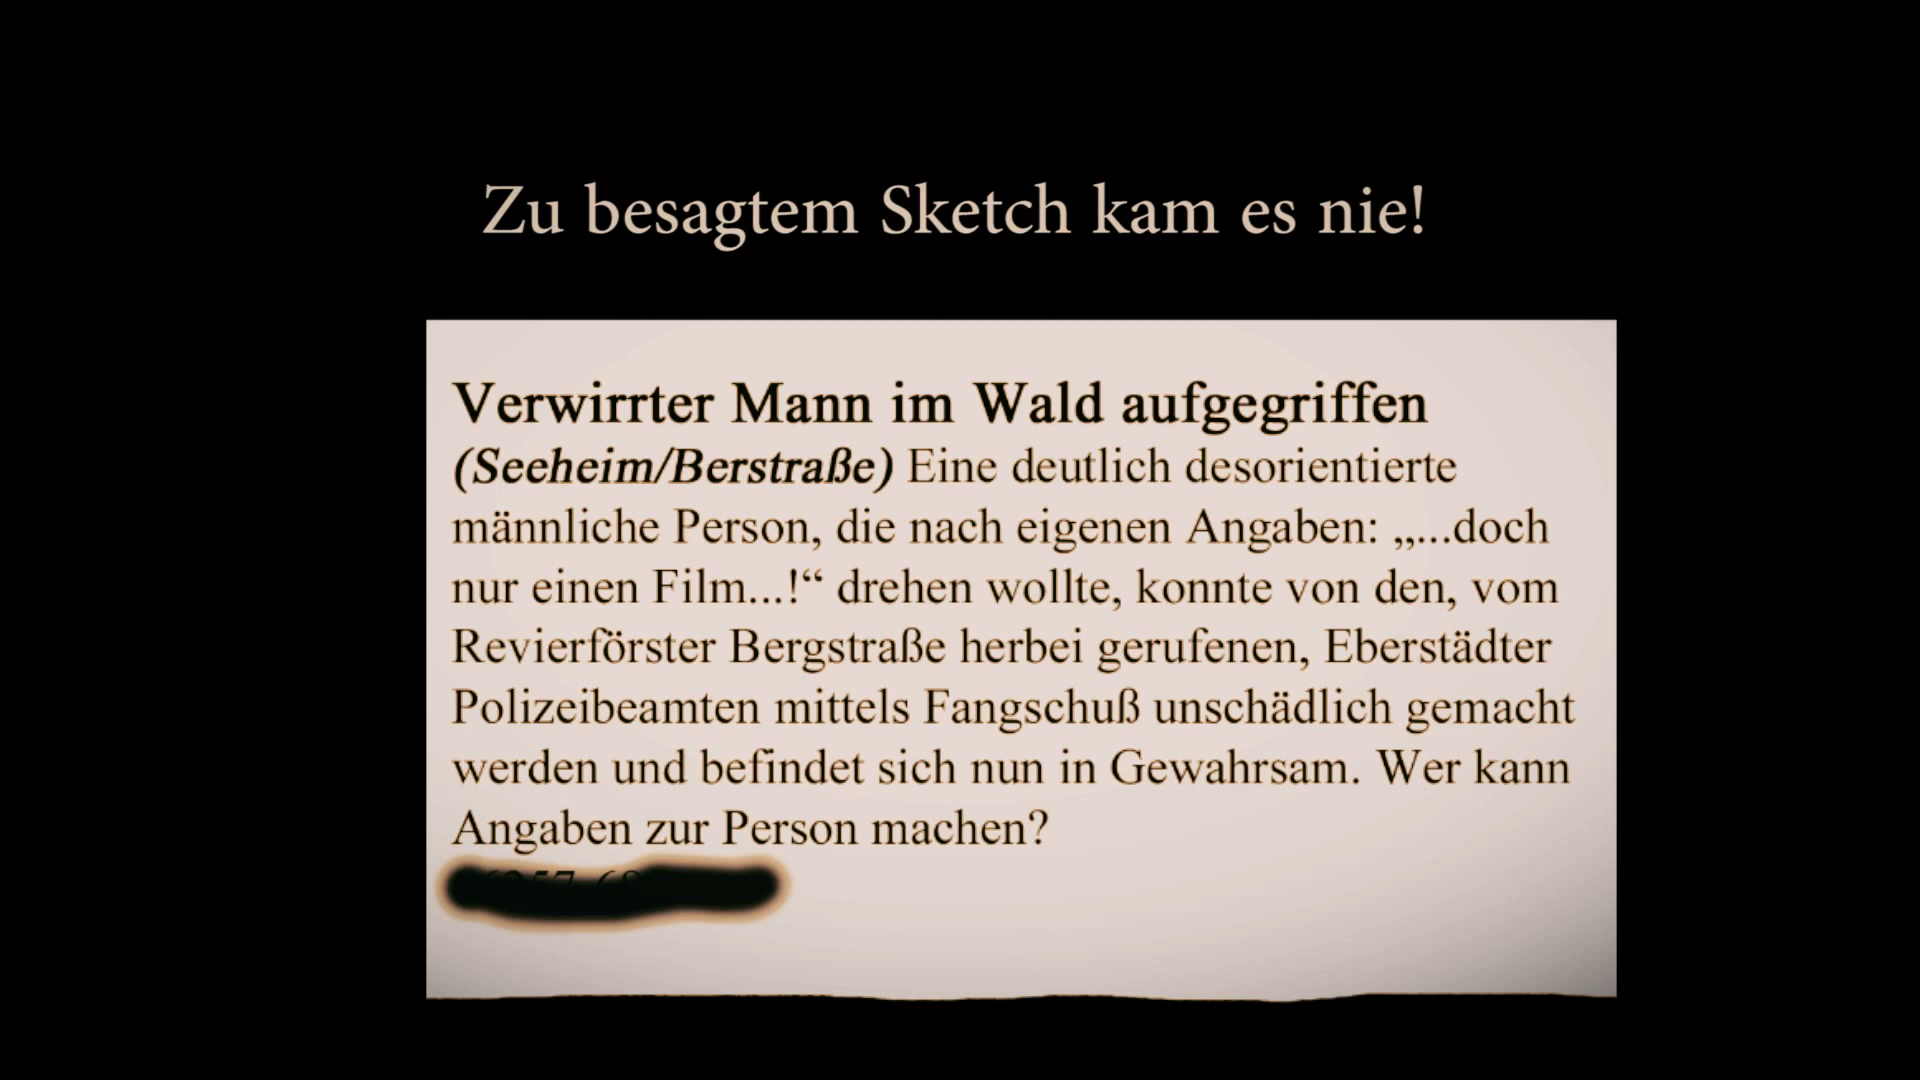 Zu besagtem Sketch kam es nie!
Verwirrter Mann im Wald aufgegriffen
(Seeheim/Berstraße) Eine deutlich desorientierte
männliche Person, die nach eigenen Angaben: „...doch
nur einen Film...!“ drehen wollte, konnte von den, vom
Revierförster Bergstraße herbei gerufenen, Eberstädter
Polizeibeamten mittels Fangschuß unschädlich gemacht
werden und befindet sich nun in Gewahrsam. Wer kann
Angaben zur Person machen?